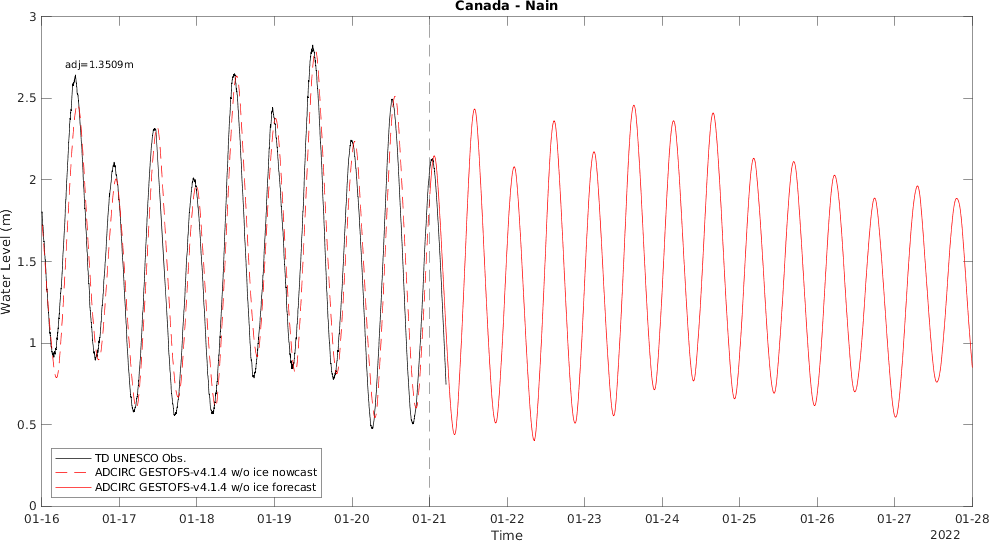 Canada - Nain
3
2.5
2
1.5
1
0.5
0
Water Level (m)
adj=1.3509m
TD UNESCO Obs.
ADCIRC GESTOFS-v4.1.4 w/o ice nowcast
ADCIRC GESTOFS-v4.1.4 w/o ice forecast
01-16 01-17 01-18 01-19 01-20 01-21 01-22 01-23 01-24 01-25 01-26 01-27 01-28
Time
2022